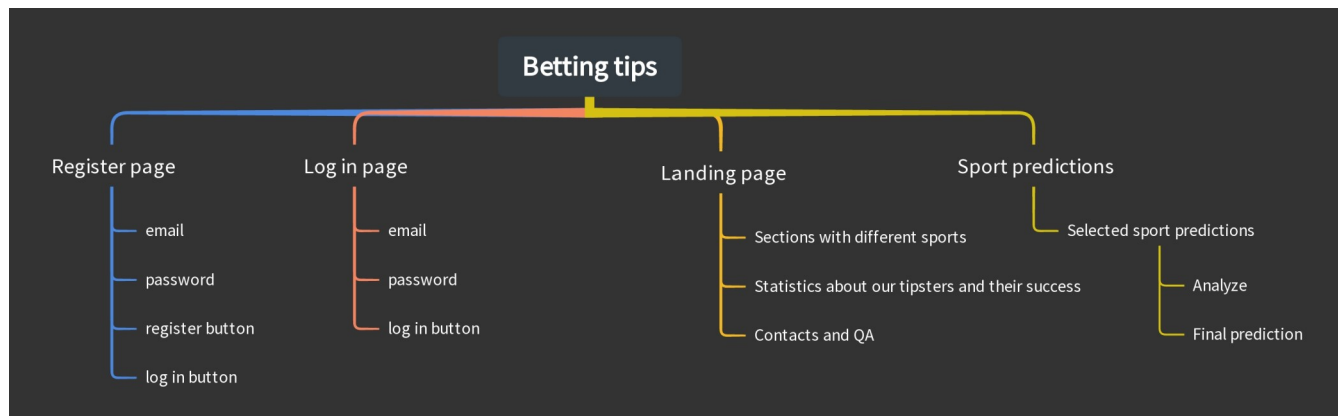 Betting tips
Register page
email
password
register button
log in button
Log in page
email
password
log in button
Landing page
Sections with different sports
Statistics about our tipsters and their success
Contacts and QA
Sport predictions
Selected sport predictions
Analyze
Final prediction